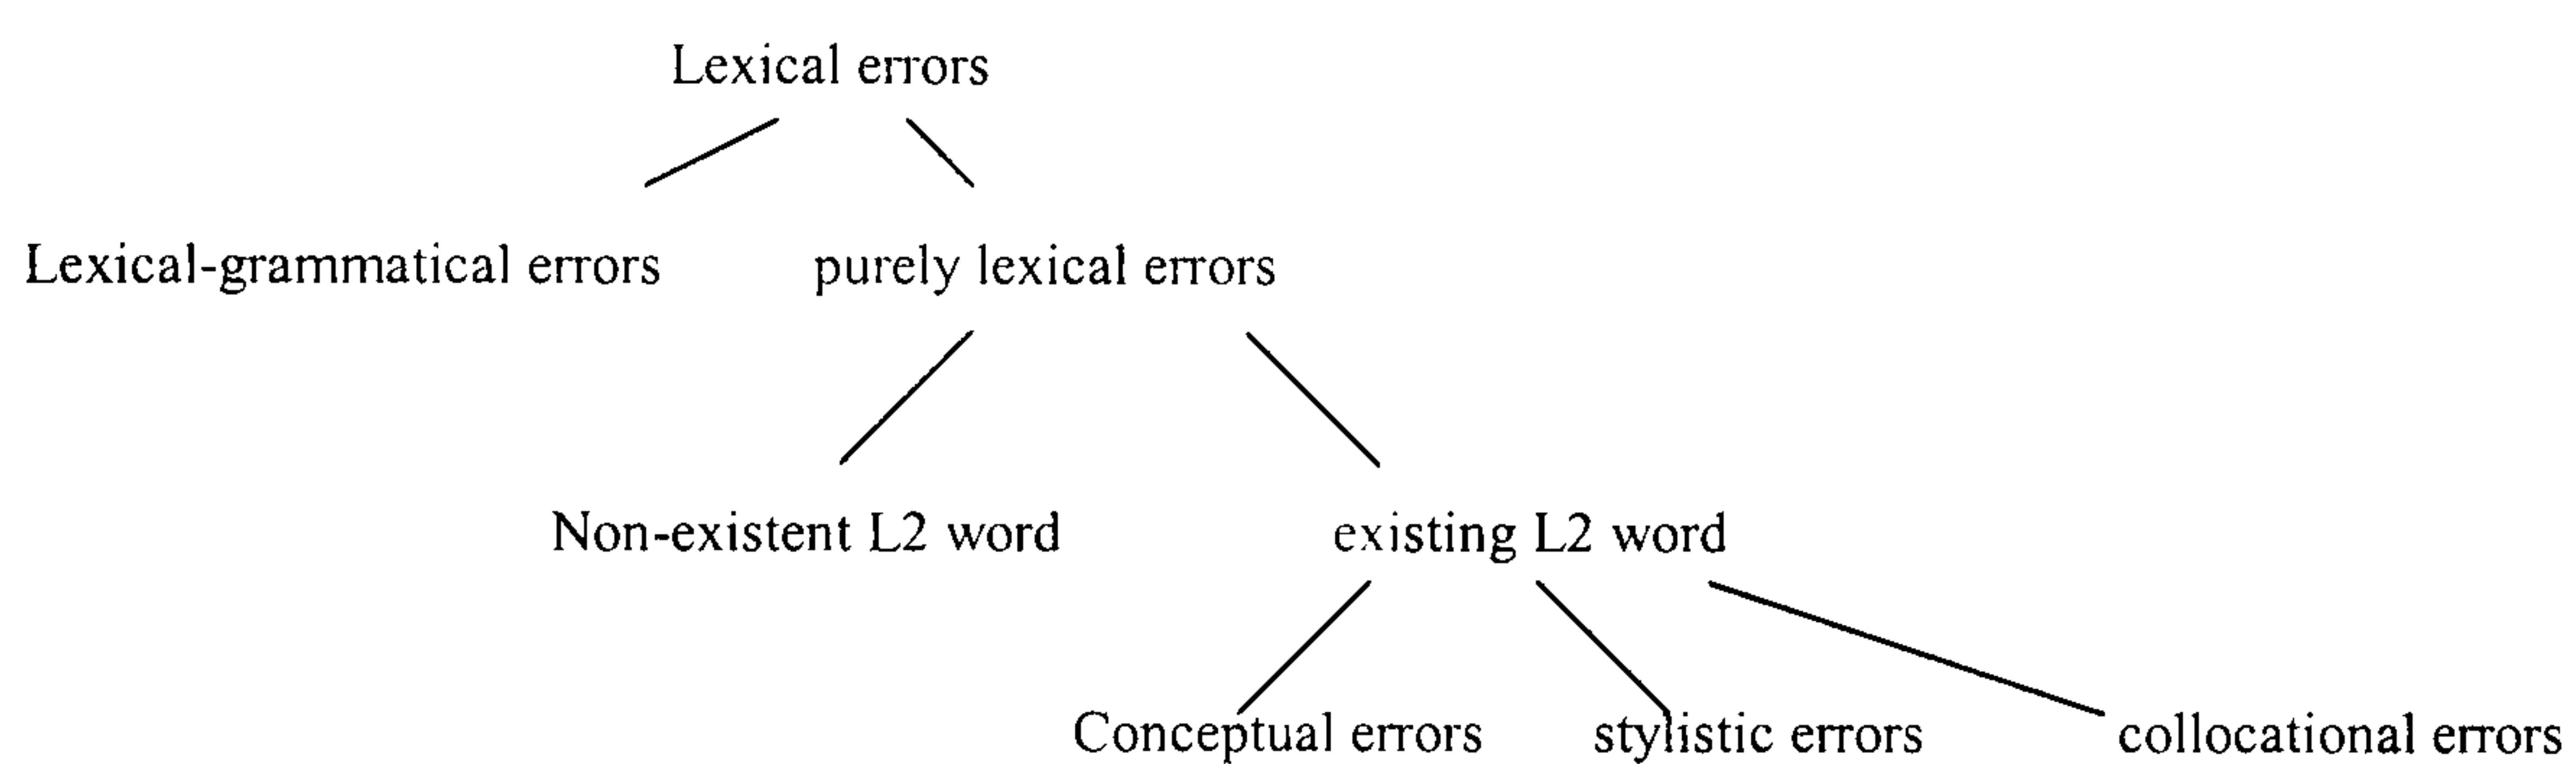 Lexical errors
Lexical-grammatical errors purely lexical errors
Non-existent L2 word existing L2 word
Conceptual errors stylistic errors collocational errors